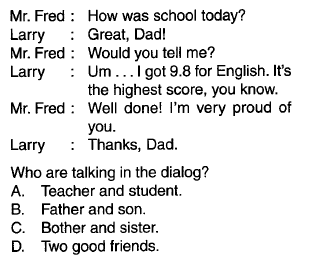 Mr. Fred : How was school today?
Larry : Great, Dad!
Mr. Fred : Would you tell me?
Larry : Um . . . I got 9.8 for English. It's
the highest score, you know.
Mr. Fred : Well done! I'm very proud of
you.
Larry : Thanks, Dad.
Who are talking in the dialog?
A. Teacher and student.
B. Father and son.
C. Bother and sister.
D. Two good friends.